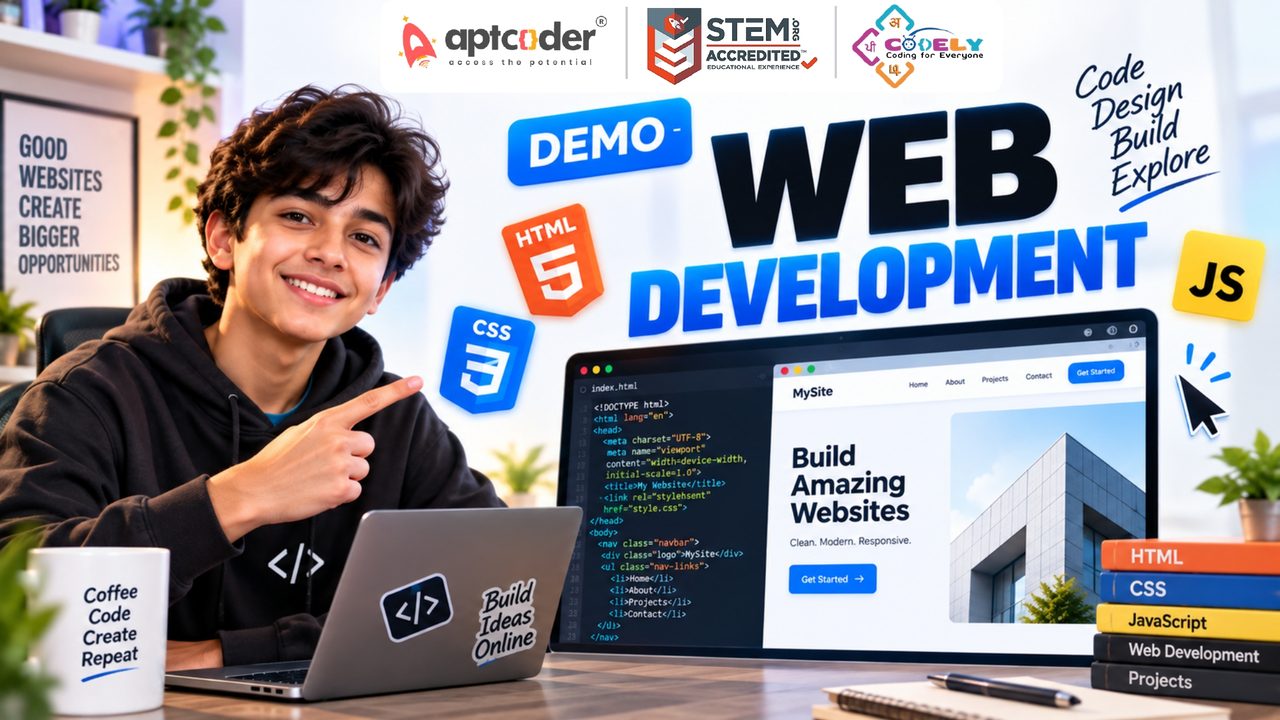 aptcoder®
access the potential
STEM.ORG
ACCREDITED™
EDUCATIONAL EXPERIENCE
अ
पी
CODELY
Coding for Everyone
GOOD
WEBSITES
CREATE
BIGGER
OPPORTUNITIES
DEMO -
WEB
DEVELOPMENT
Code
Design
Build
Explore
HTML
5
CSS
3
JS
index.html
<!DOCTYPE html>
<html lang="en">
<head>
<meta charset="UTF-8">
meta name="viewport"
content="width=device-width,
initial-scale=1.0">
<title>My Website</title>
<link rel="stylehsent"
href="style.css">
</head>
<body>
<nav class="navbar">
<div class="logo">MySite</div>
ul class="nav-links">
<li>Home</li>
<li>About</li>
<li>Projects</li>
<li>Contact</li>
</nav>
MySite
Home About Projects Contact Get Started
Build
Amazing
Websites
Clean. Modern. Responsive.
Get Started →
</>
</>
Build
Ideas
Online
Coffee
Code
Create
Repeat
HTML
CSS
JavaScript
Web Development
Projects